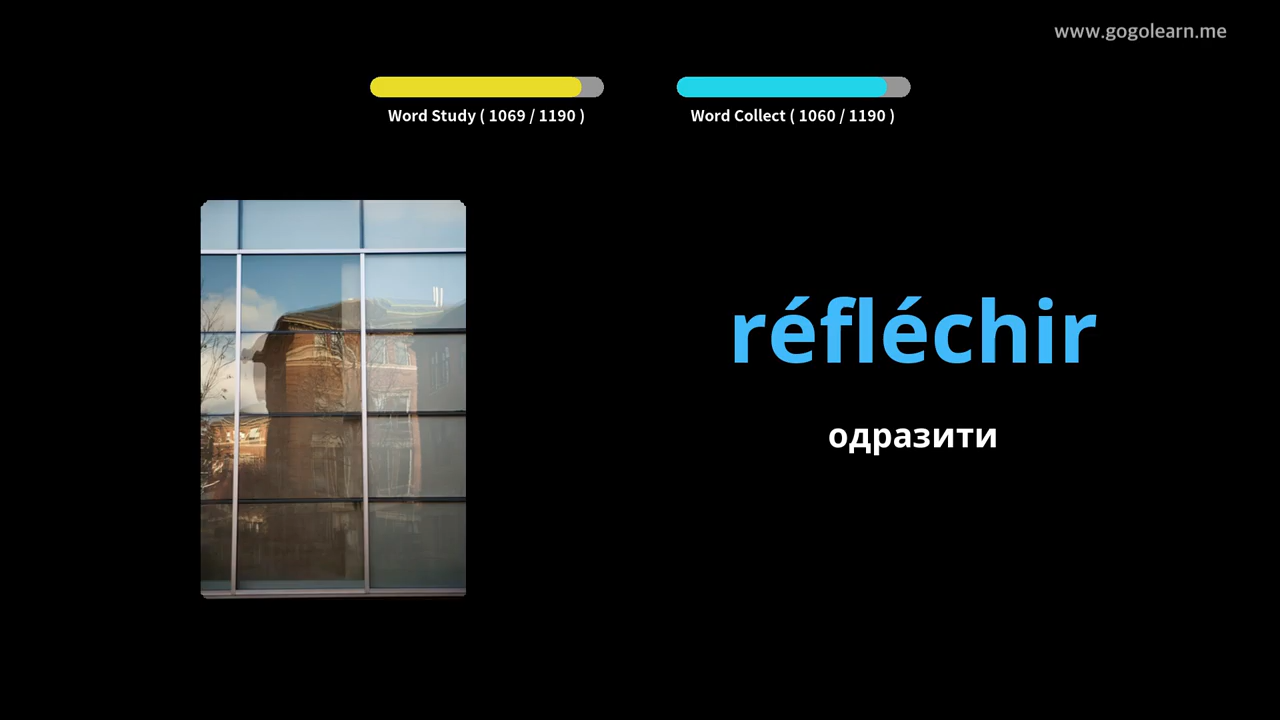 www.gogolearn.me
Word Study ( 1069 / 1190 )
Word Collect ( 1060 / 1190 )
réfléchir
одразити